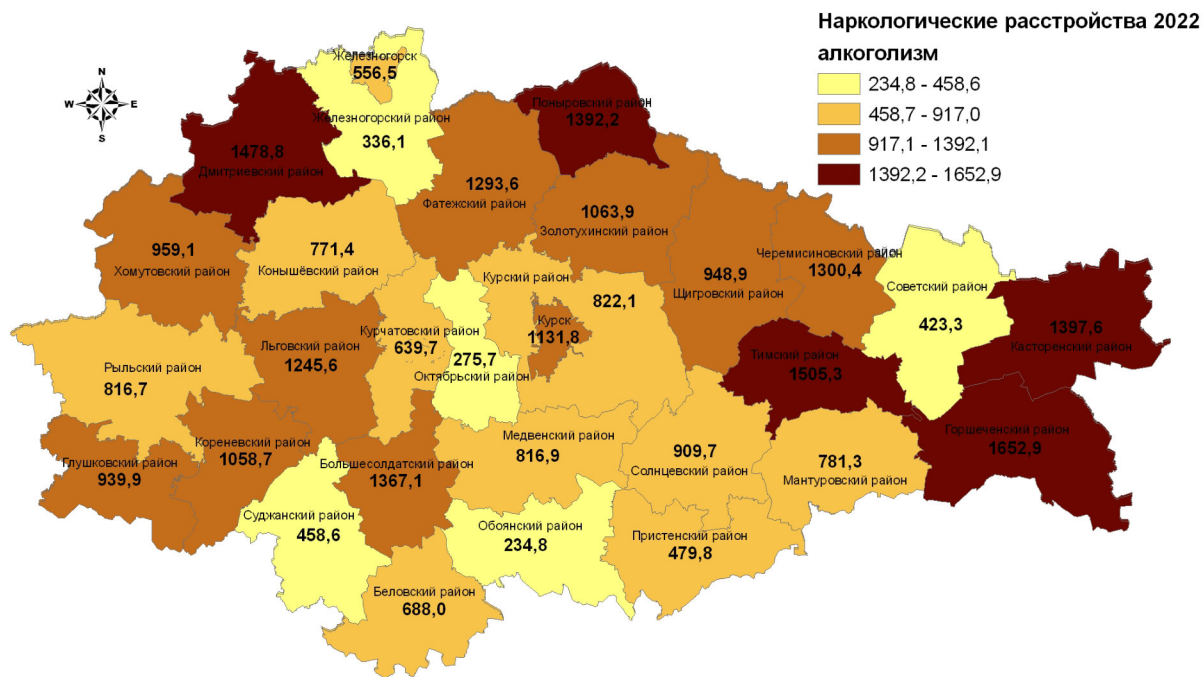 Наркологические расстройства 2022
алкоголизм
234,8 - 458,6
458,7 - 917,0
917,1 - 1392,1
1392,2 - 1652,9
N
W
E
S
Железногорск
556,5
Железногорский район
336,1
Поныровский район
1392,2
1478,8
Дмитриевский район
1293,6
Фатежский район
1063,9
Золотухинский район
959,1
Хомутовский район
771,4
Конышёвский район
Курский район
822,1
948,9
Щигровский район
Черемисиновский район
1300,4
Советский район
423,3
1397,6
Касторенский район
Курск
1131,8
Курчатовский район
639,7
275,7
Октябрьский район
Льговский район
1245,6
Рыльский район
816,7
Тимский район
1505,3
Горшеченский район
1652,9
Глушковский район
939,9
Кореневский район
1058,7
Большесолдатский район
1367,1
Медвенский район
816,9
909,7
Солнцевский район
781,3
Мантуровский район
Суджанский район
458,6
Обоянский район
234,8
Пристенский район
479,8
Беловский район
688,0